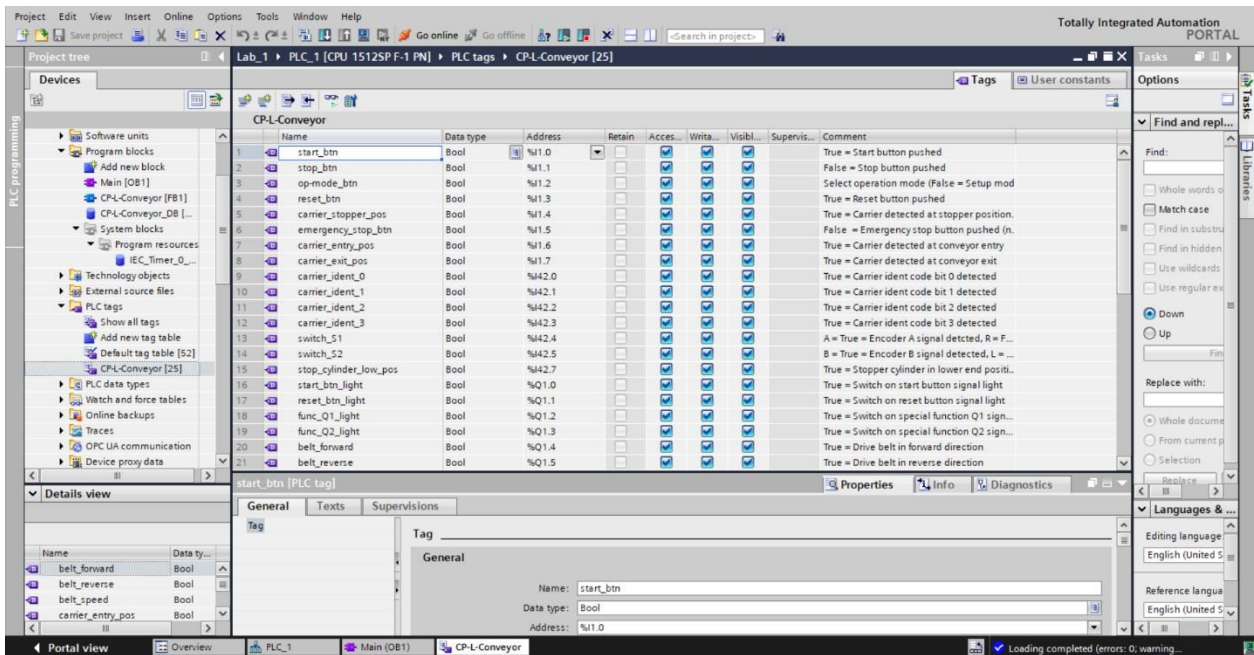 Project Edit View Insert Online Options Tools Window Help
Totally Integrated Automation
PORTAL
Save project Go online Go offline <Search in project>
Project tree
Lab_1 PLC_1 [CPU 1512SP F-1 PN] PLC tags CP-L-Conveyor [25]
Tasks
Devices
Tags User constants
Options
PLC programming
Software units
Program blocks
Add new block
Main [OB1]
CP-L-Conveyor [FB1]
CP-L-Conveyor_DB [...
System blocks
Program resources
IEC_Timer_0_...
Technology objects
External source files
PLC tags
Show all tags
Add new tag table
Default tag table [52]
CP-L-Conveyor [25]
PLC data types
Watch and force tables
Online backups
Traces
OPC UA communication
Device proxy data
CP-L-Conveyor
Name Data type Address Retain Acces... Writa... Visibl... Supervis... Comment
1 start_btn Bool %I1.0 True = Start button pushed
2 stop_btn Bool %I1.1 False = Stop button pushed
3 op-mode_btn Bool %I1.2 Select operation mode (False = Setup mod
4 reset_btn Bool %I1.3 True = Reset button pushed
5 carrier_stopper_pos Bool %I1.4 True = Carrier detected at stopper position.
6 emergency_stop_btn Bool %I1.5 False = Emergency stop button pushed (n.
7 carrier_entry_pos Bool %I1.6 True = Carrier detected at conveyor entry
8 carrier_exit_pos Bool %I1.7 True = Carrier detected at conveyor exit
9 carrier_ident_0 Bool %I42.0 True = Carrier ident code bit 0 detected
10 carrier_ident_1 Bool %I42.1 True = Carrier ident code bit 1 detected
11 carrier_ident_2 Bool %I42.2 True = Carrier ident code bit 2 detected
12 carrier_ident_3 Bool %I42.3 True = Carrier ident code bit 3 detected
13 switch_S1 Bool %I42.4 A = True = Encoder A signal detcted, R = F...
14 switch_S2 Bool %I42.5 B = True = Encoder B signal detected, L = ...
15 stop_cylinder_low_pos Bool %I42.7 True = Stopper cylinder in lower end positi..
16 start_btn_light Bool %Q1.0 True = Switch on start button signal light
17 reset_btn_light Bool %Q1.1 True = Switch on reset button signal light
18 func_Q1_light Bool %Q1.2 True = Switch on special function Q1 sign...
19 func_Q2_light Bool %Q1.3 True = Switch on special function Q2 sign...
20 belt_forward Bool %Q1.4 True = Drive belt in forward direction
21 belt_reverse Bool %Q1.5 True = Drive belt in reverse direction
Find and repl...
Find:
Whole words o
Match case
Find in substru
Find in hidden
Use wildcards
Use regular ex
Down
Up
Fin
Replace with:
Whole docume
From current p
Selection
Replace
Languages & ...
Editing language:
English (United S
Reference langua
English (United S
Tasks
Libraries
Details view
Name Data ty...
belt_forward Bool
belt_reverse Bool
belt_speed Bool
carrier_entry_pos Bool
start_btn [PLC tag]
Properties Info Diagnostics
General Texts Supervisions
Tag
Tag
General
Name: start_btn
Data type: Bool
Address: %I1.0
Portal view Overview PLC_1 Main (OB1) CP-L-Conveyor Loading completed (errors: 0; warning...